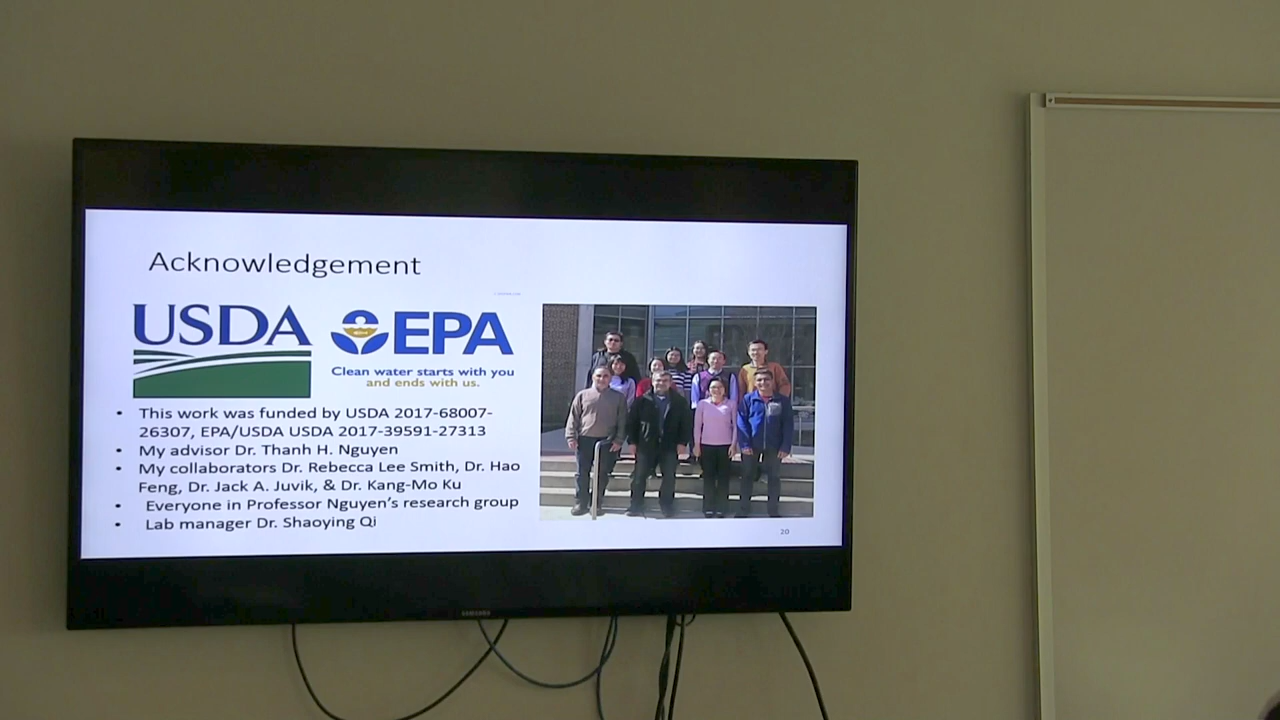 Acknowledgement
USDA
EPA
Clean water starts with you
and ends with us.
• This work was funded by USDA 2017-68007-
26307, EPA/USDA USDA 2017-39591-27313
• My advisor Dr. Thanh H. Nguyen
• My collaborators Dr. Rebecca Lee Smith, Dr. Hao
Feng, Dr. Jack A. Juvik, & Dr. Kang-Mo Ku
• Everyone in Professor Nguyen’s research group
• Lab manager Dr. Shaoying Qi
20
SAMSUNG